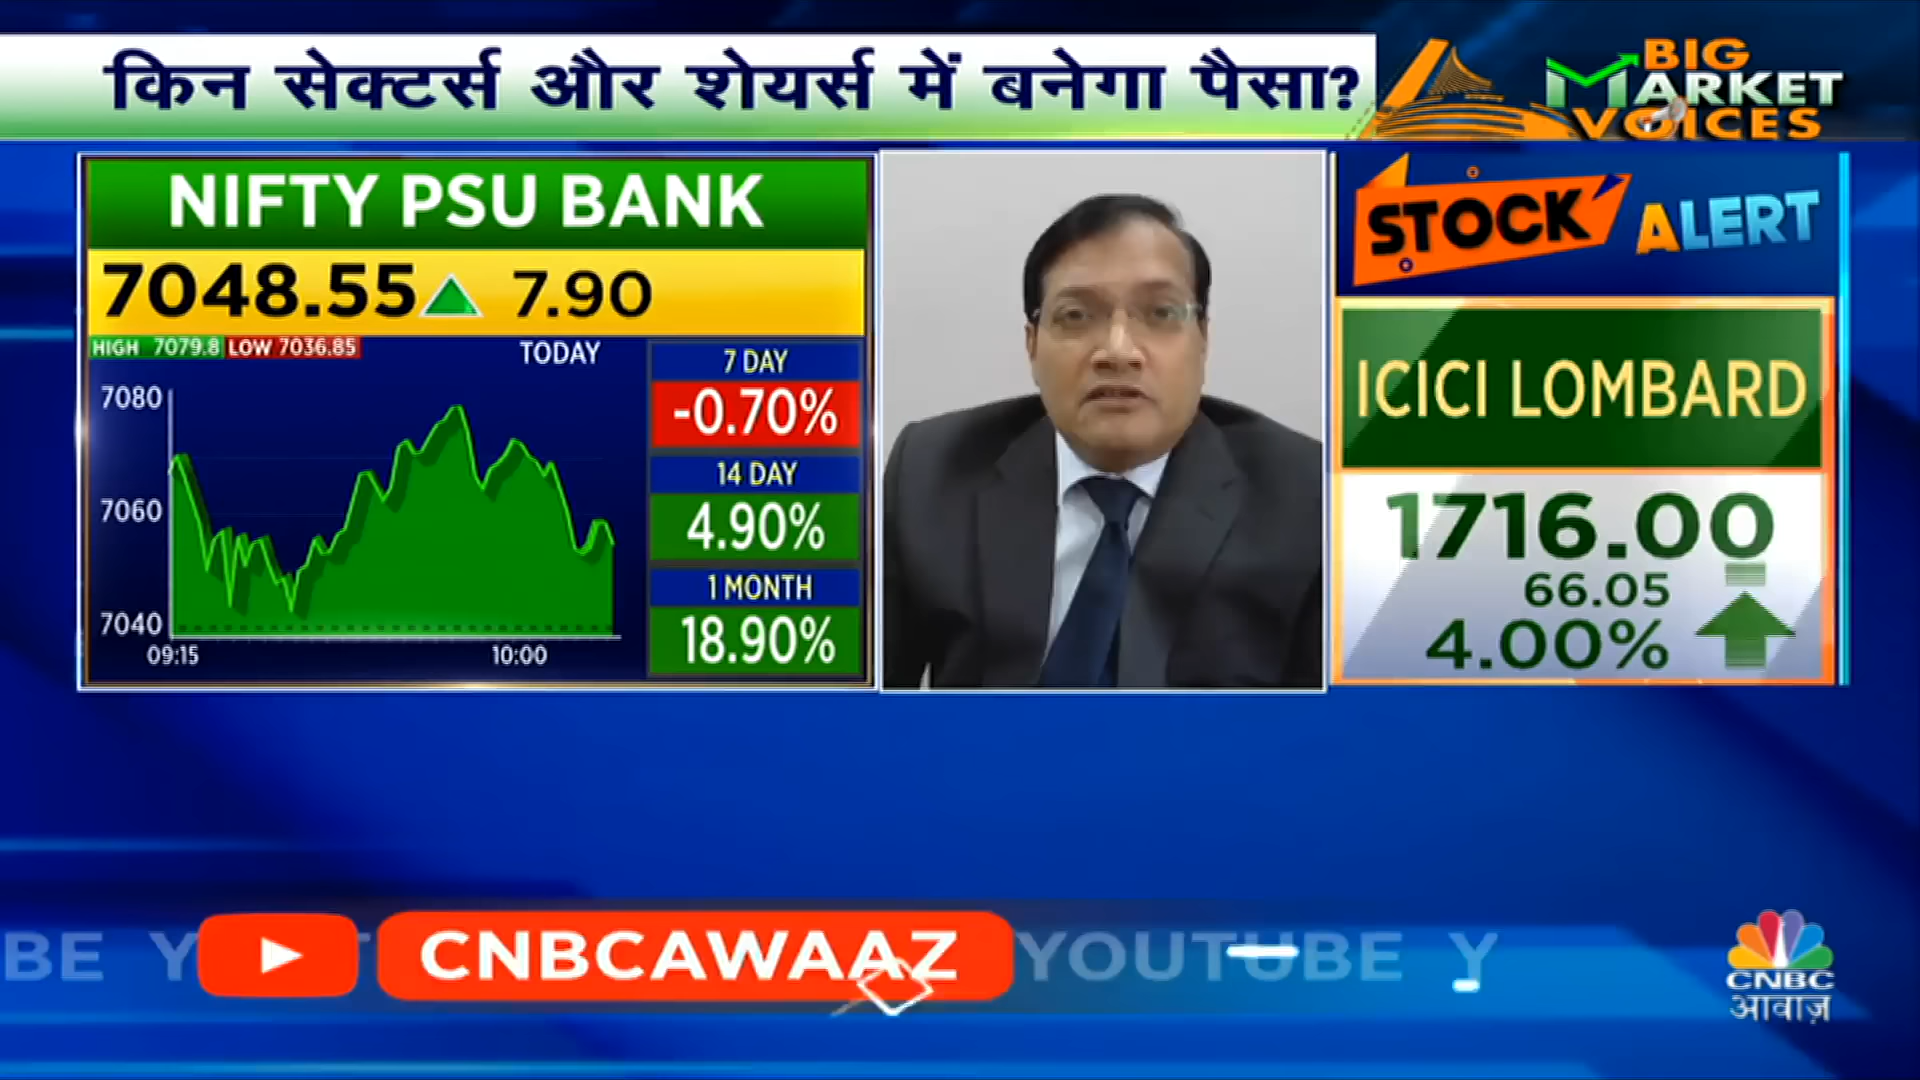 किन सेक्टर्स और शेयर्स में बनेगा पैसा?
BIG
MARKET
VOICES
NIFTY PSU BANK
7048.55 7.90
HIGH 7079.8 LOW 7036.85
TODAY
7080
7060
7040
09:15 10:00
7 DAY
-0.70%
14 DAY
4.90%
1 MONTH
18.90%
STOCK ALERT
ICICI LOMBARD
1716.00
66.05
4.00%
BE Y CNBCAWAAZ YOUTUBE Y
CNBC
आवाज़